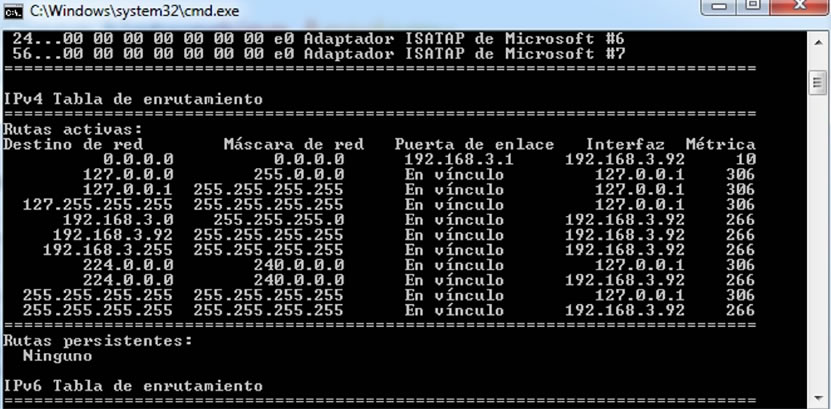 C:\Windows\system32\cmd.exe
24...00 00 00 00 00 00 00 e0 Adaptador ISATAP de Microsoft #6
56...00 00 00 00 00 00 00 e0 Adaptador ISATAP de Microsoft #7
===========================================================================
IPv4 Tabla de enrutamiento
===========================================================================
Rutas activas:
Destino de red        Máscara de red   Puerta de enlace   Interfaz  Métrica
0.0.0.0          0.0.0.0      192.168.3.1     192.168.3.92     10
127.0.0.0        255.0.0.0      En vínculo         127.0.0.1    306
127.0.0.1  255.255.255.255      En vínculo         127.0.0.1    306
127.255.255.255  255.255.255.255      En vínculo         127.0.0.1    306
192.168.3.0    255.255.255.0      En vínculo      192.168.3.92    266
192.168.3.92  255.255.255.255      En vínculo      192.168.3.92    266
192.168.3.255  255.255.255.255      En vínculo      192.168.3.92    266
224.0.0.0        240.0.0.0      En vínculo         127.0.0.1    306
224.0.0.0        240.0.0.0      En vínculo      192.168.3.92    266
255.255.255.255  255.255.255.255      En vínculo         127.0.0.1    306
255.255.255.255  255.255.255.255      En vínculo      192.168.3.92    266
===========================================================================
Rutas persistentes:
Ninguno
IPv6 Tabla de enrutamiento
===========================================================================